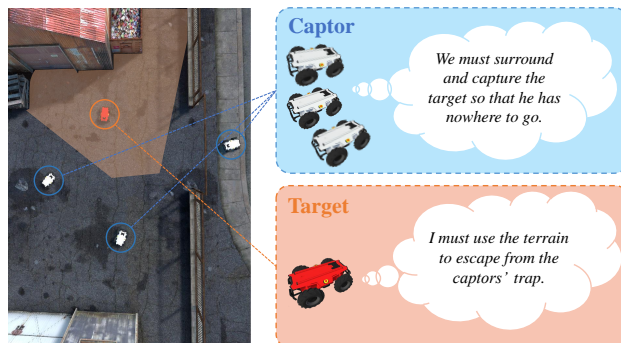 Captor
We must surround
and capture the
target so that he has
nowhere to go.
Target
I must use the terrain
to escape from the
captors' trap.